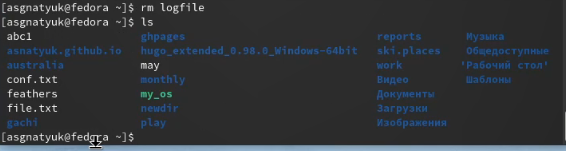 [asgnatyuk@fedora ~]$ rm logfile
[asgnatyuk@fedora ~]$ ls
abc1 ghpages reports Музыка
asnatyuk.github.io hugo_extended_0.98.0_Windows-64bit ski.places Общедоступные
australia may work 'Рабочий стол'
conf.txt monthly Видео Шаблоны
feathers my_os Документы
file.txt newdir Загрузки
gachi play Изображения
[asgnatyuk@fedora ~]$